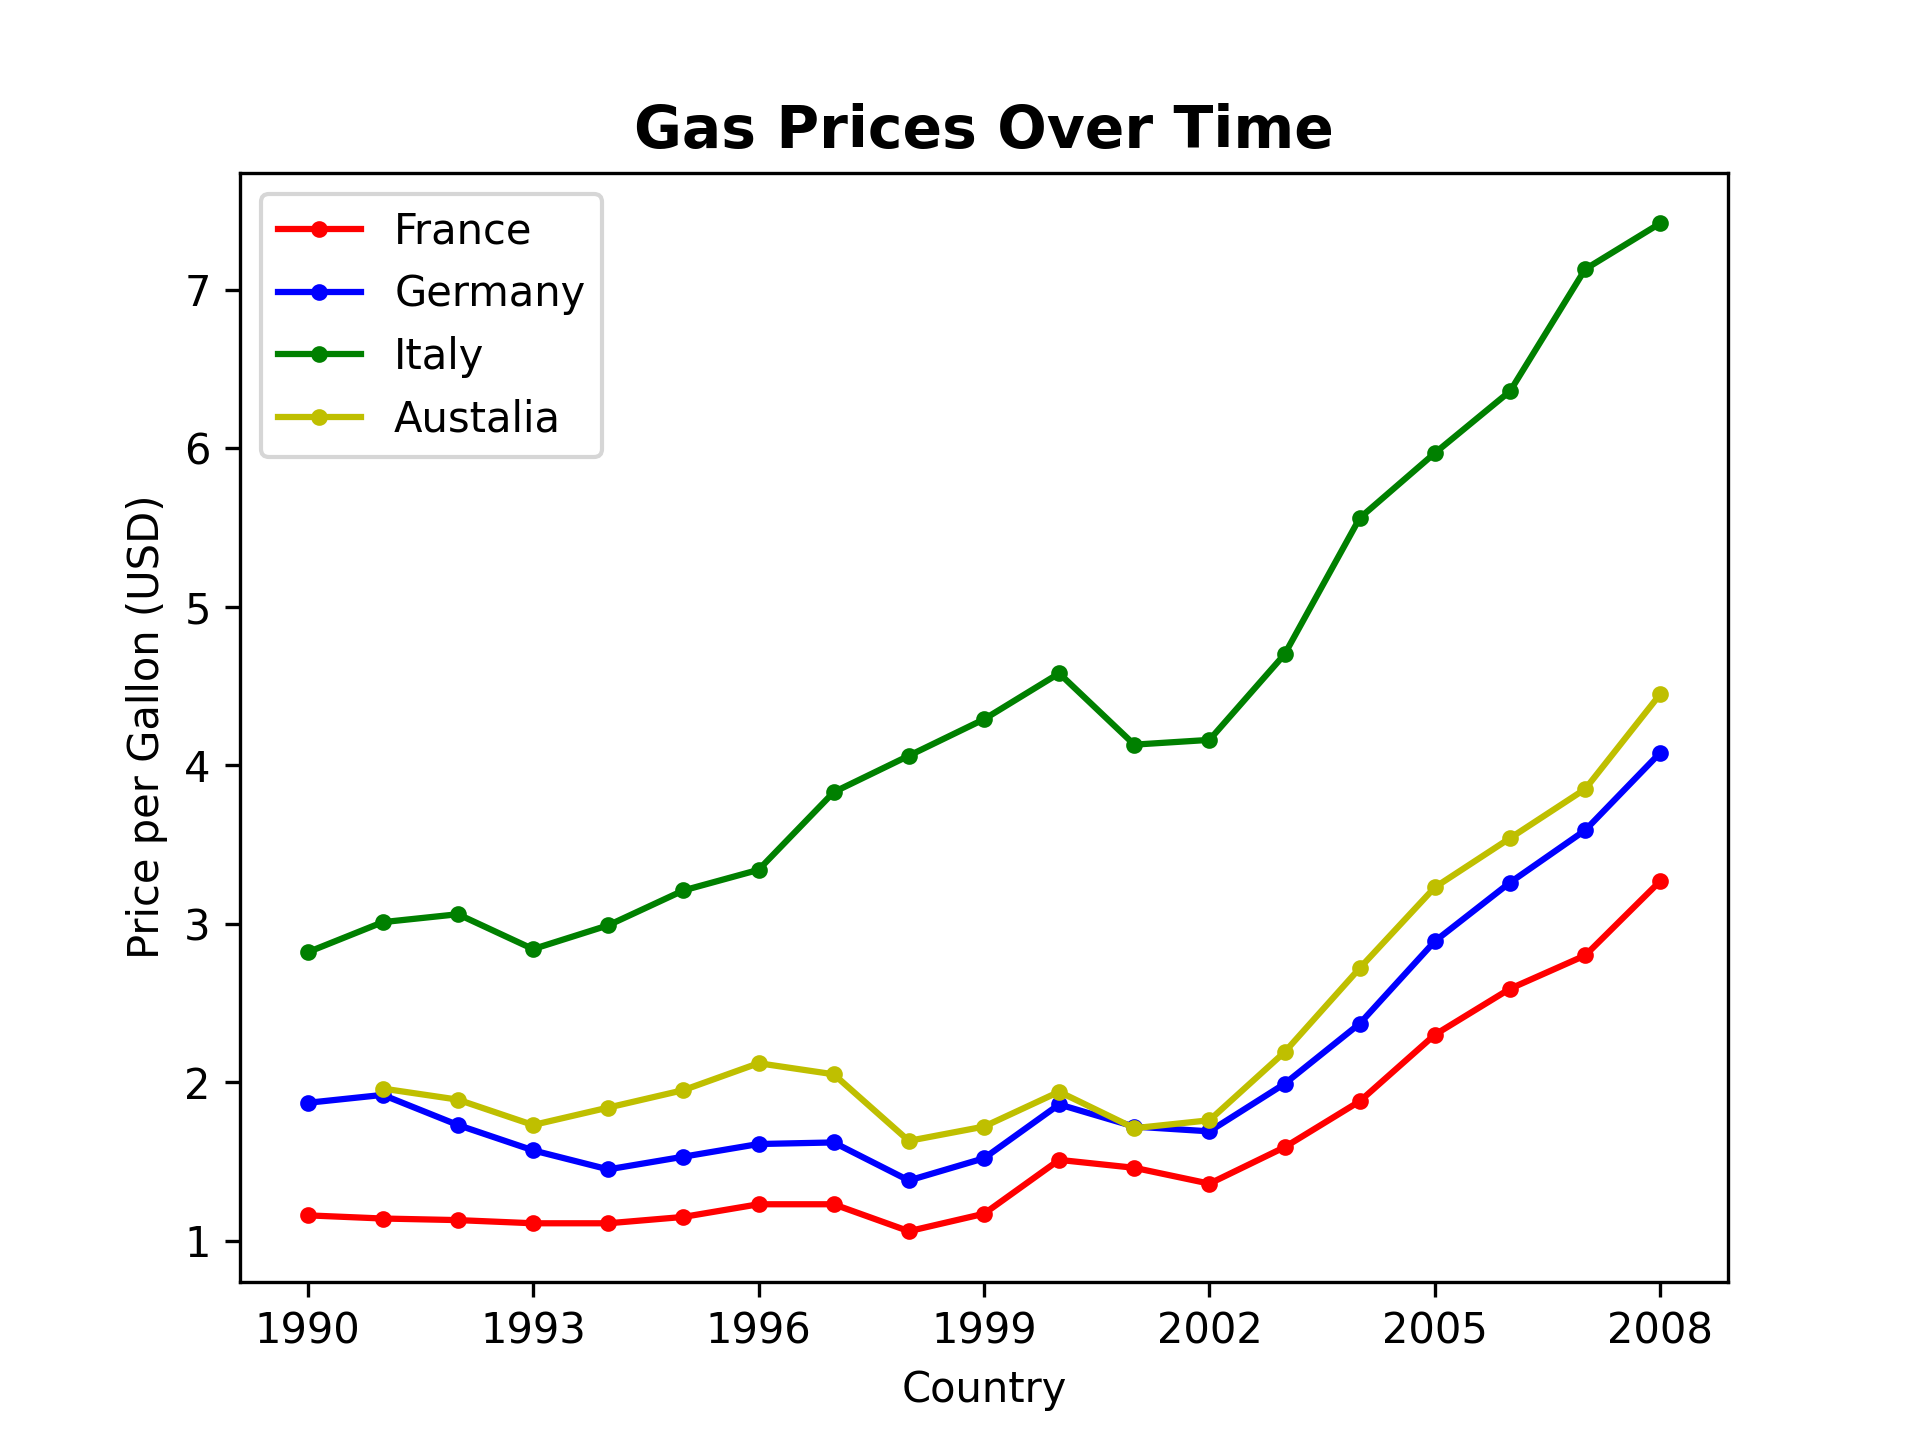 Gas Prices Over Time
France
Germany
Italy
Austalia
Price per Gallon (USD)
7
6
5
4
3
2
1
1990 1993 1996 1999 2002 2005 2008
Country